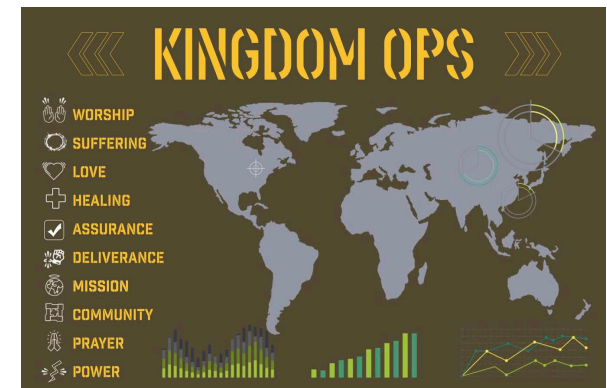 KINGDOM OPS
WORSHIP
SUFFERING
LOVE
HEALING
ASSURANCE
DELIVERANCE
MISSION
COMMUNITY
PRAYER
POWER